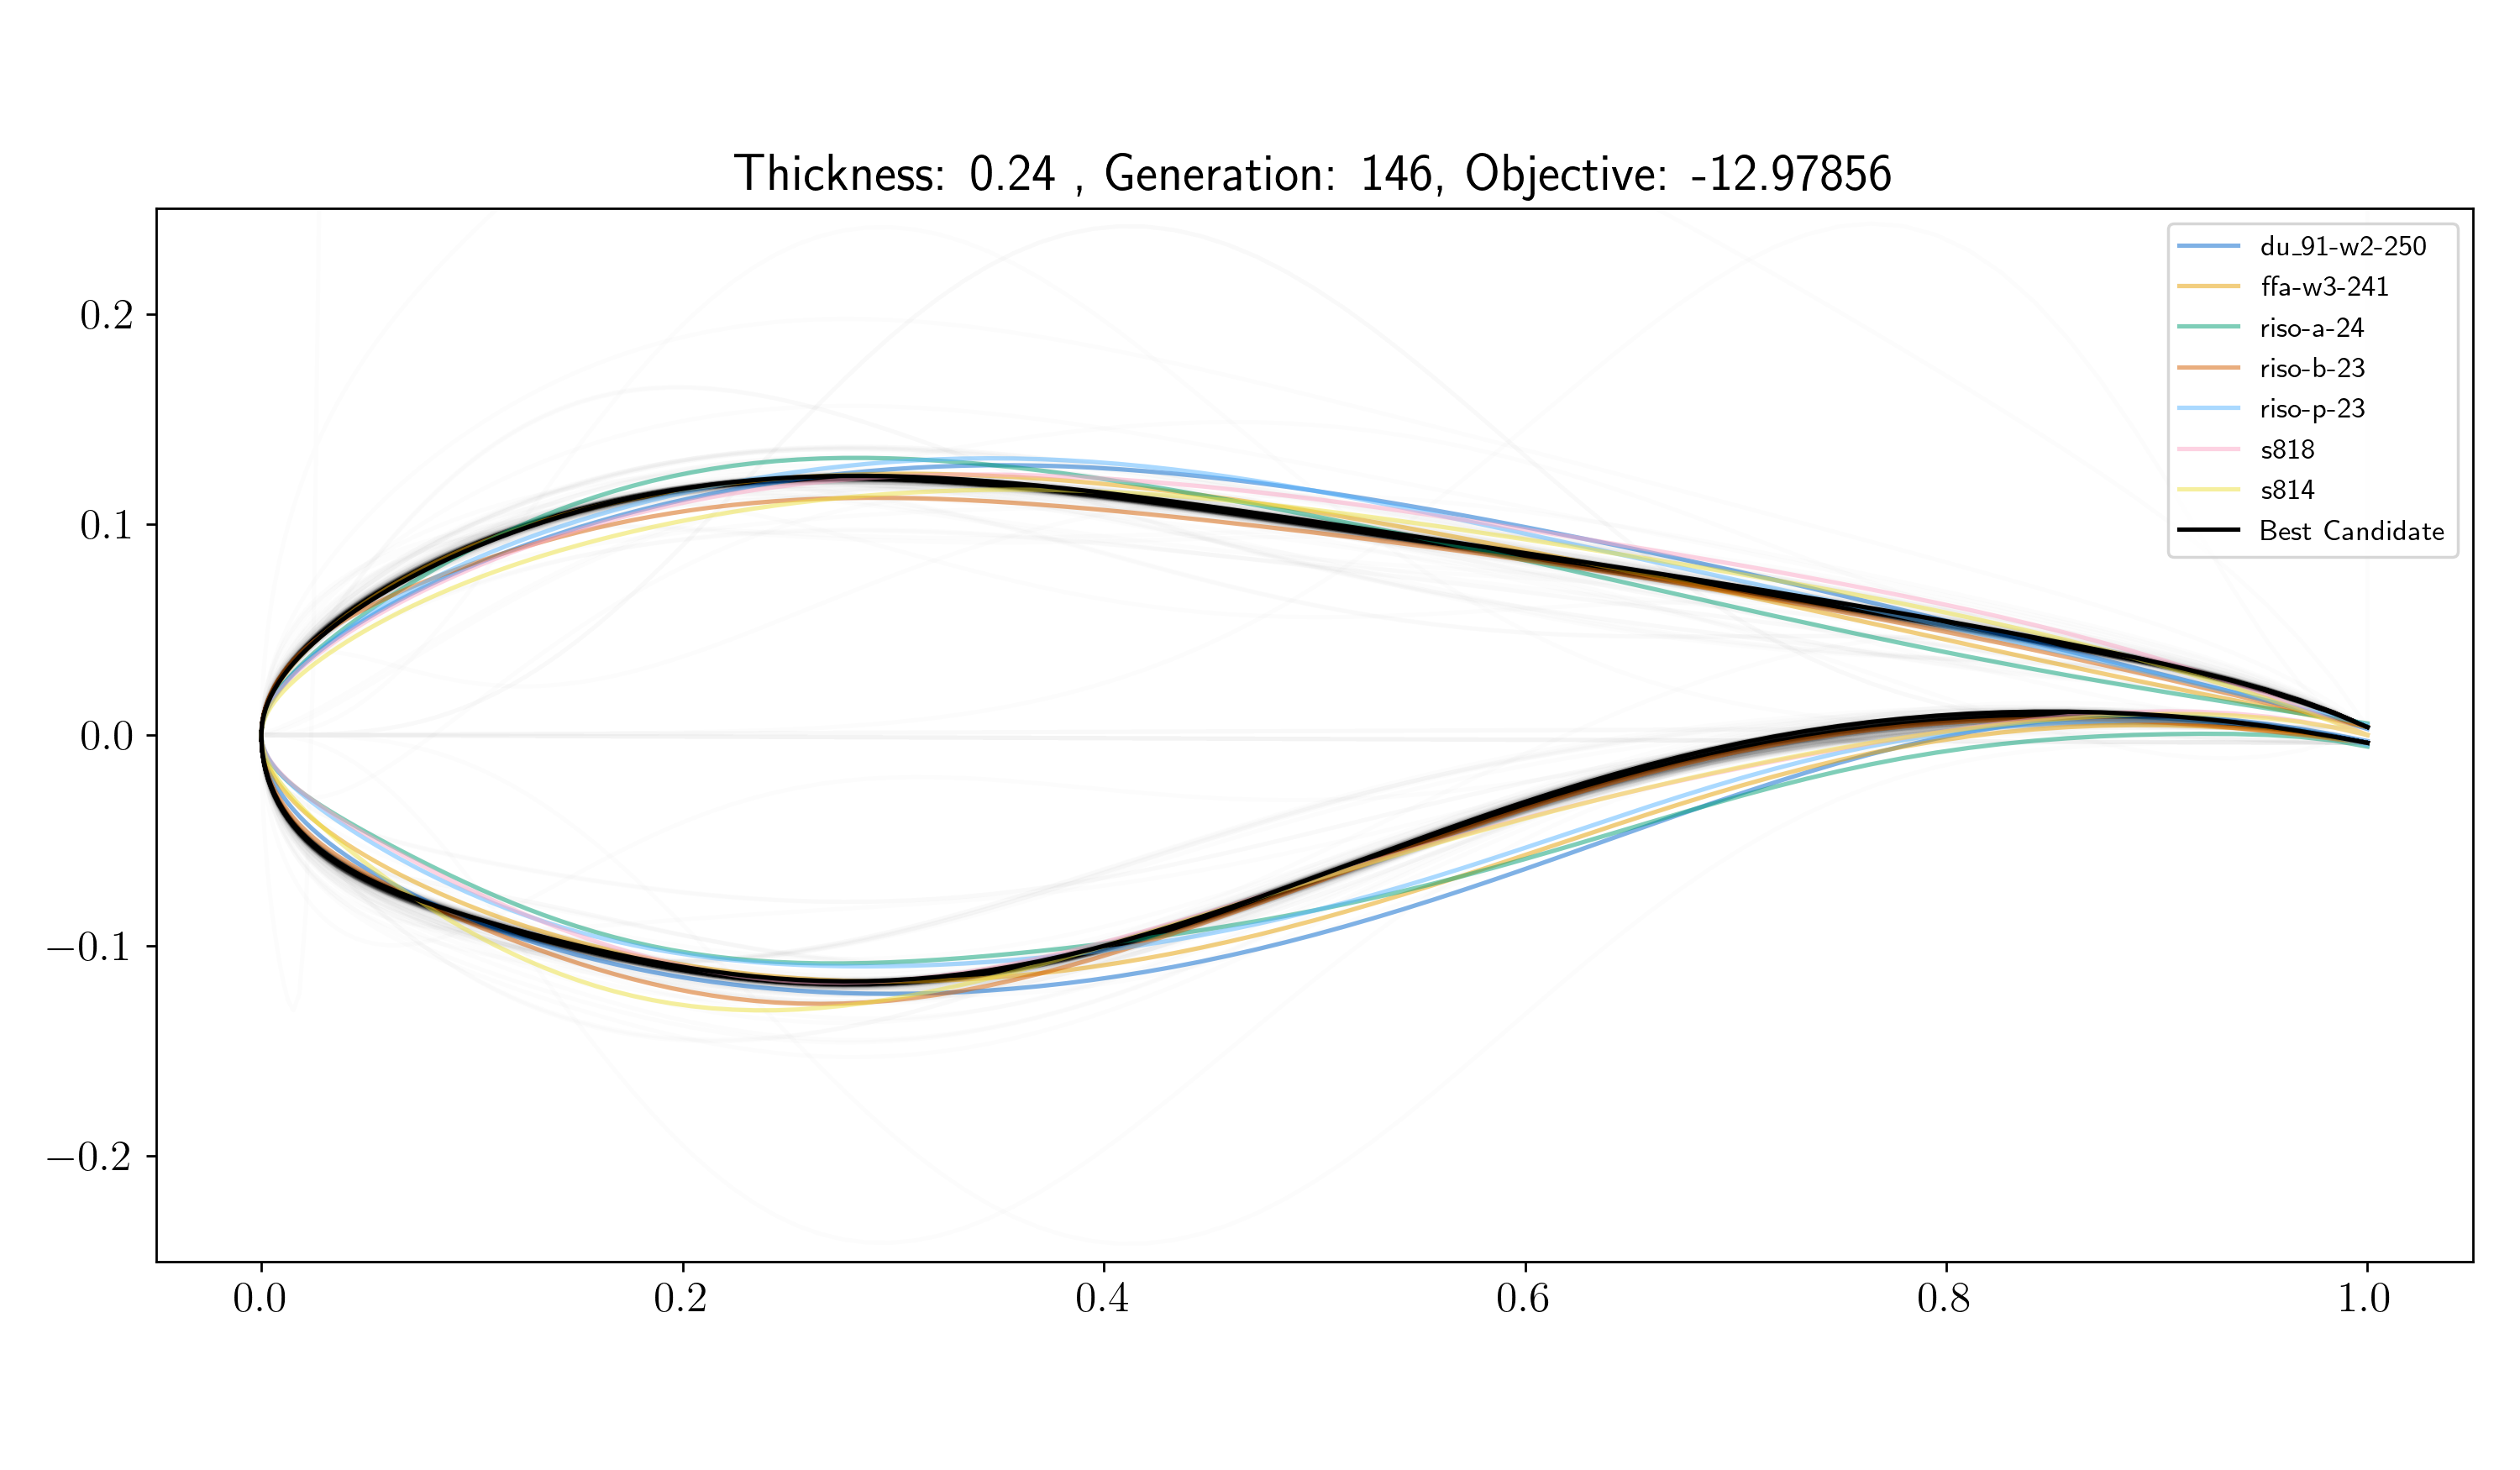 Thickness: 0.24 , Generation: 146, Objective: -12.97856
du_91-w2-250
ffa-w3-241
riso-a-24
riso-b-23
riso-p-23
s818
s814
Best Candidate
0.2
0.1
0.0
−0.1
−0.2
0.0 0.2 0.4 0.6 0.8 1.0